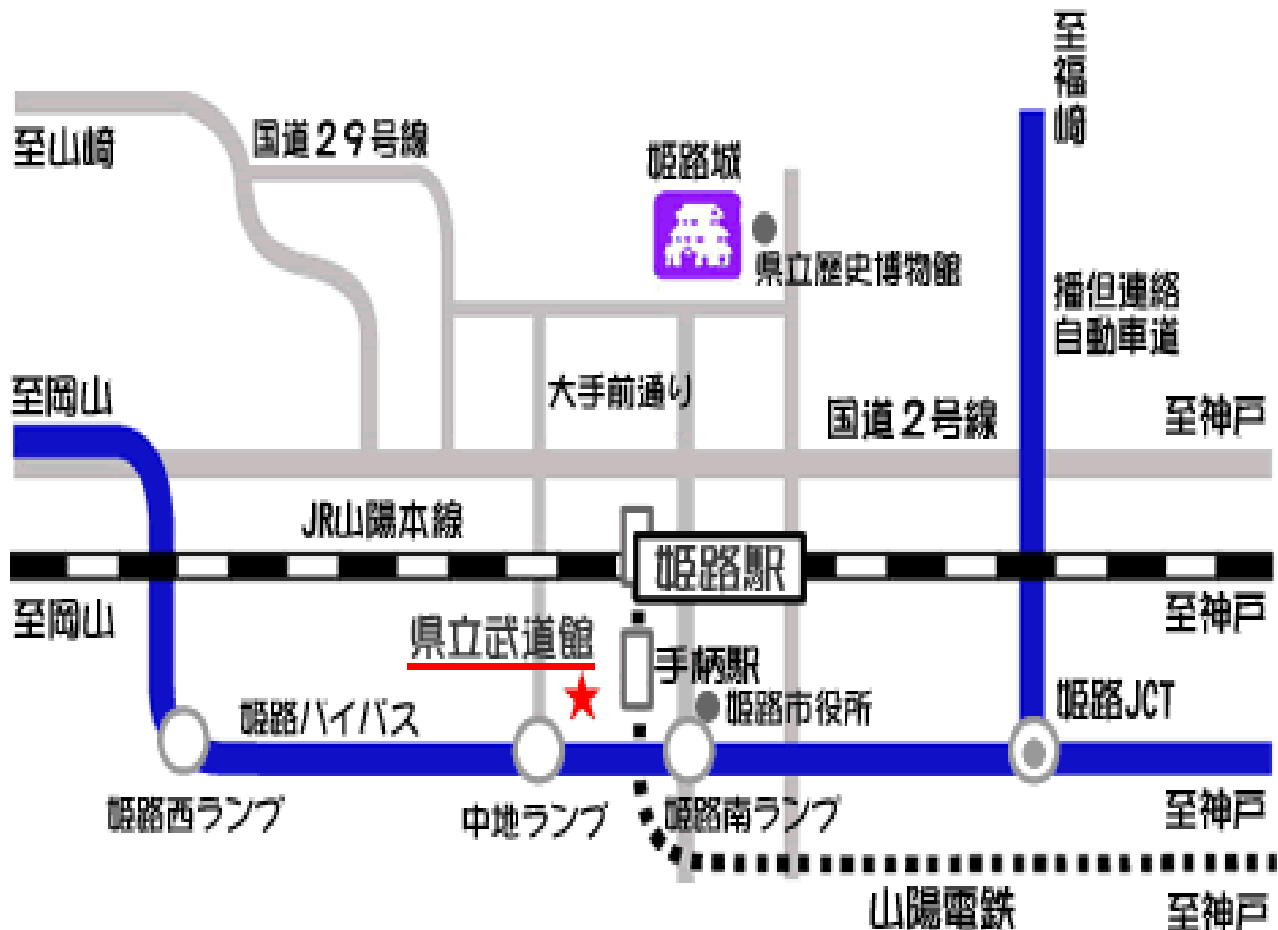 至福崎
至山崎
国道29号線
姫路城
県立歴史博物館
播但連絡
自動車道
至岡山
大手前通り
国道2号線
至神戸
JR山陽本線
姫路駅
至岡山
至神戸
県立武道館
手柄駅
姫路市役所
姫路JCT
姫路バイパス
姫路西ランプ
中地ランプ
姫路南ランプ
至神戸
山陽電鉄
至神戸